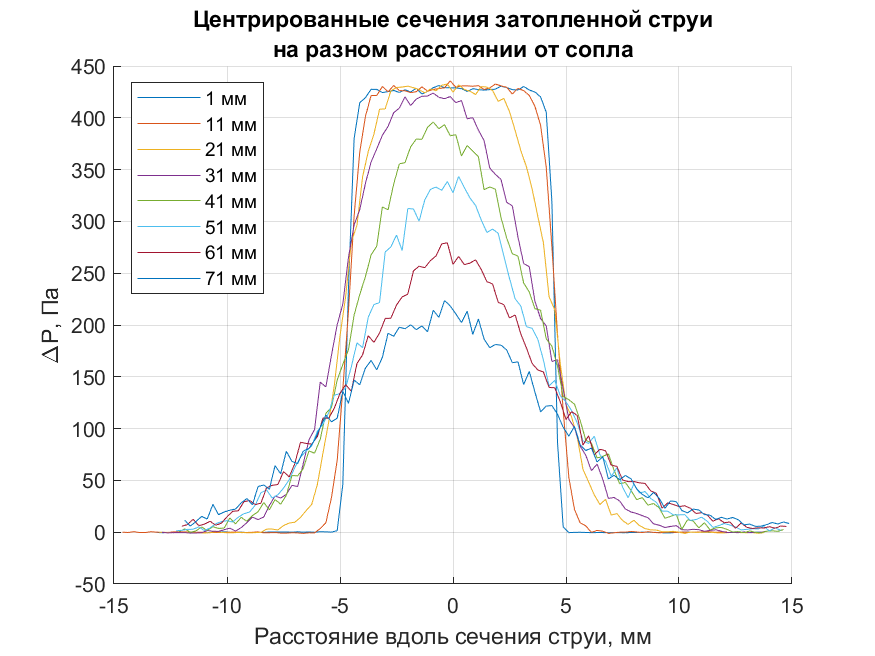 Центрированные сечения затопленной струи
на разном расстоянии от сопла
450
400
350
300
250
200
150
100
50
0
-50
ΔP, Па
1 мм
11 мм
21 мм
31 мм
41 мм
51 мм
61 мм
71 мм
-15 -10 -5 0 5 10 15
Расстояние вдоль сечения струи, мм